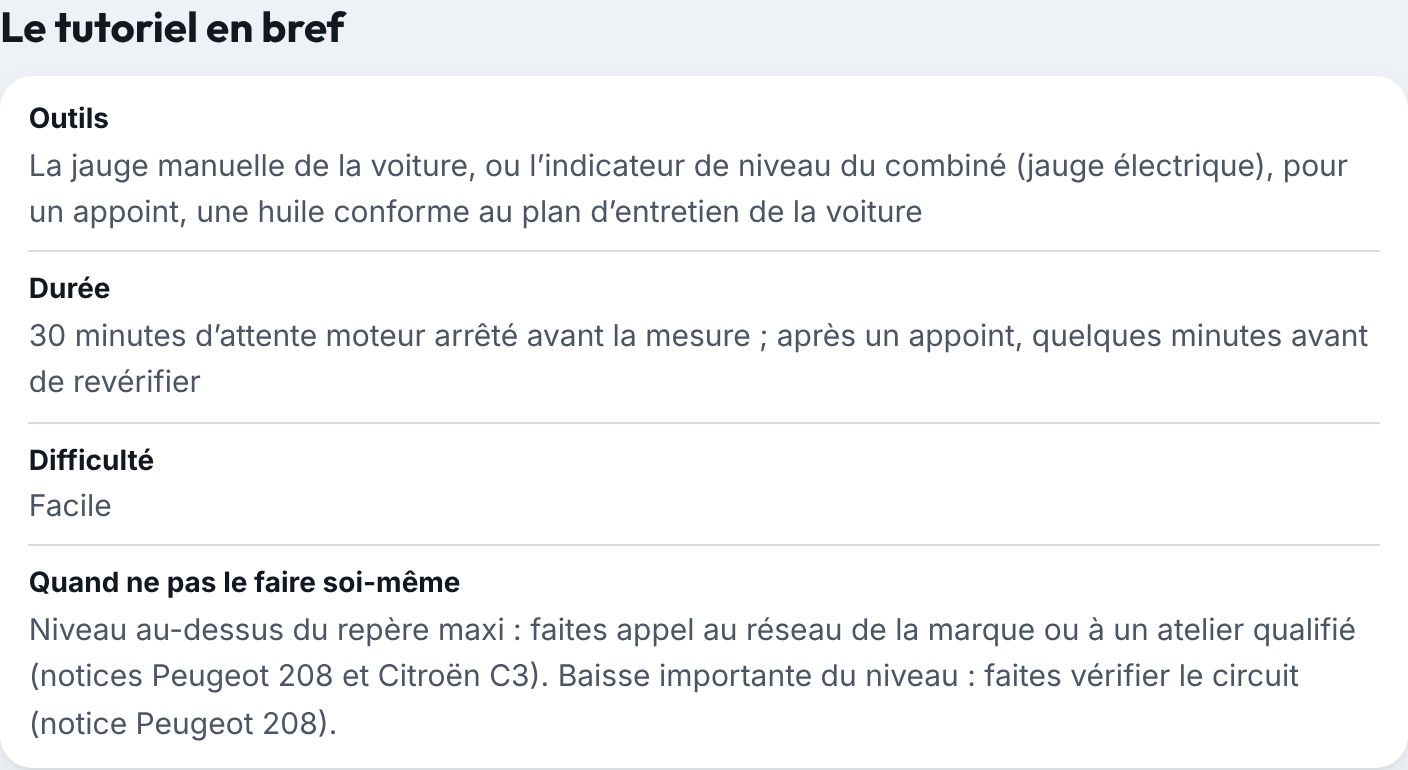 Le tutoriel en bref
Outils
La jauge manuelle de la voiture, ou l’indicateur de niveau du combiné (jauge électrique), pour
un appoint, une huile conforme au plan d’entretien de la voiture
Durée
30 minutes d’attente moteur arrêté avant la mesure ; après un appoint, quelques minutes avant
de revérifier
Difficulté
Facile
Quand ne pas le faire soi-même
Niveau au-dessus du repère maxi : faites appel au réseau de la marque ou à un atelier qualifié
(notices Peugeot 208 et Citroën C3). Baisse importante du niveau : faites vérifier le circuit
(notice Peugeot 208).